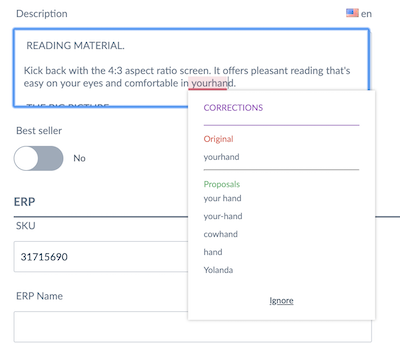 Description
en
READING MATERIAL.
Kick back with the 4:3 aspect ratio screen. It offers pleasant reading that's
easy on your eyes and comfortable in yourhand.
THE BIG PICTURE
CORRECTIONS
Original
yourhand
Proposals
your hand
your-hand
cowhand
hand
Yolanda
Ignore
Best seller
No
ERP
SKU
31715690
ERP Name